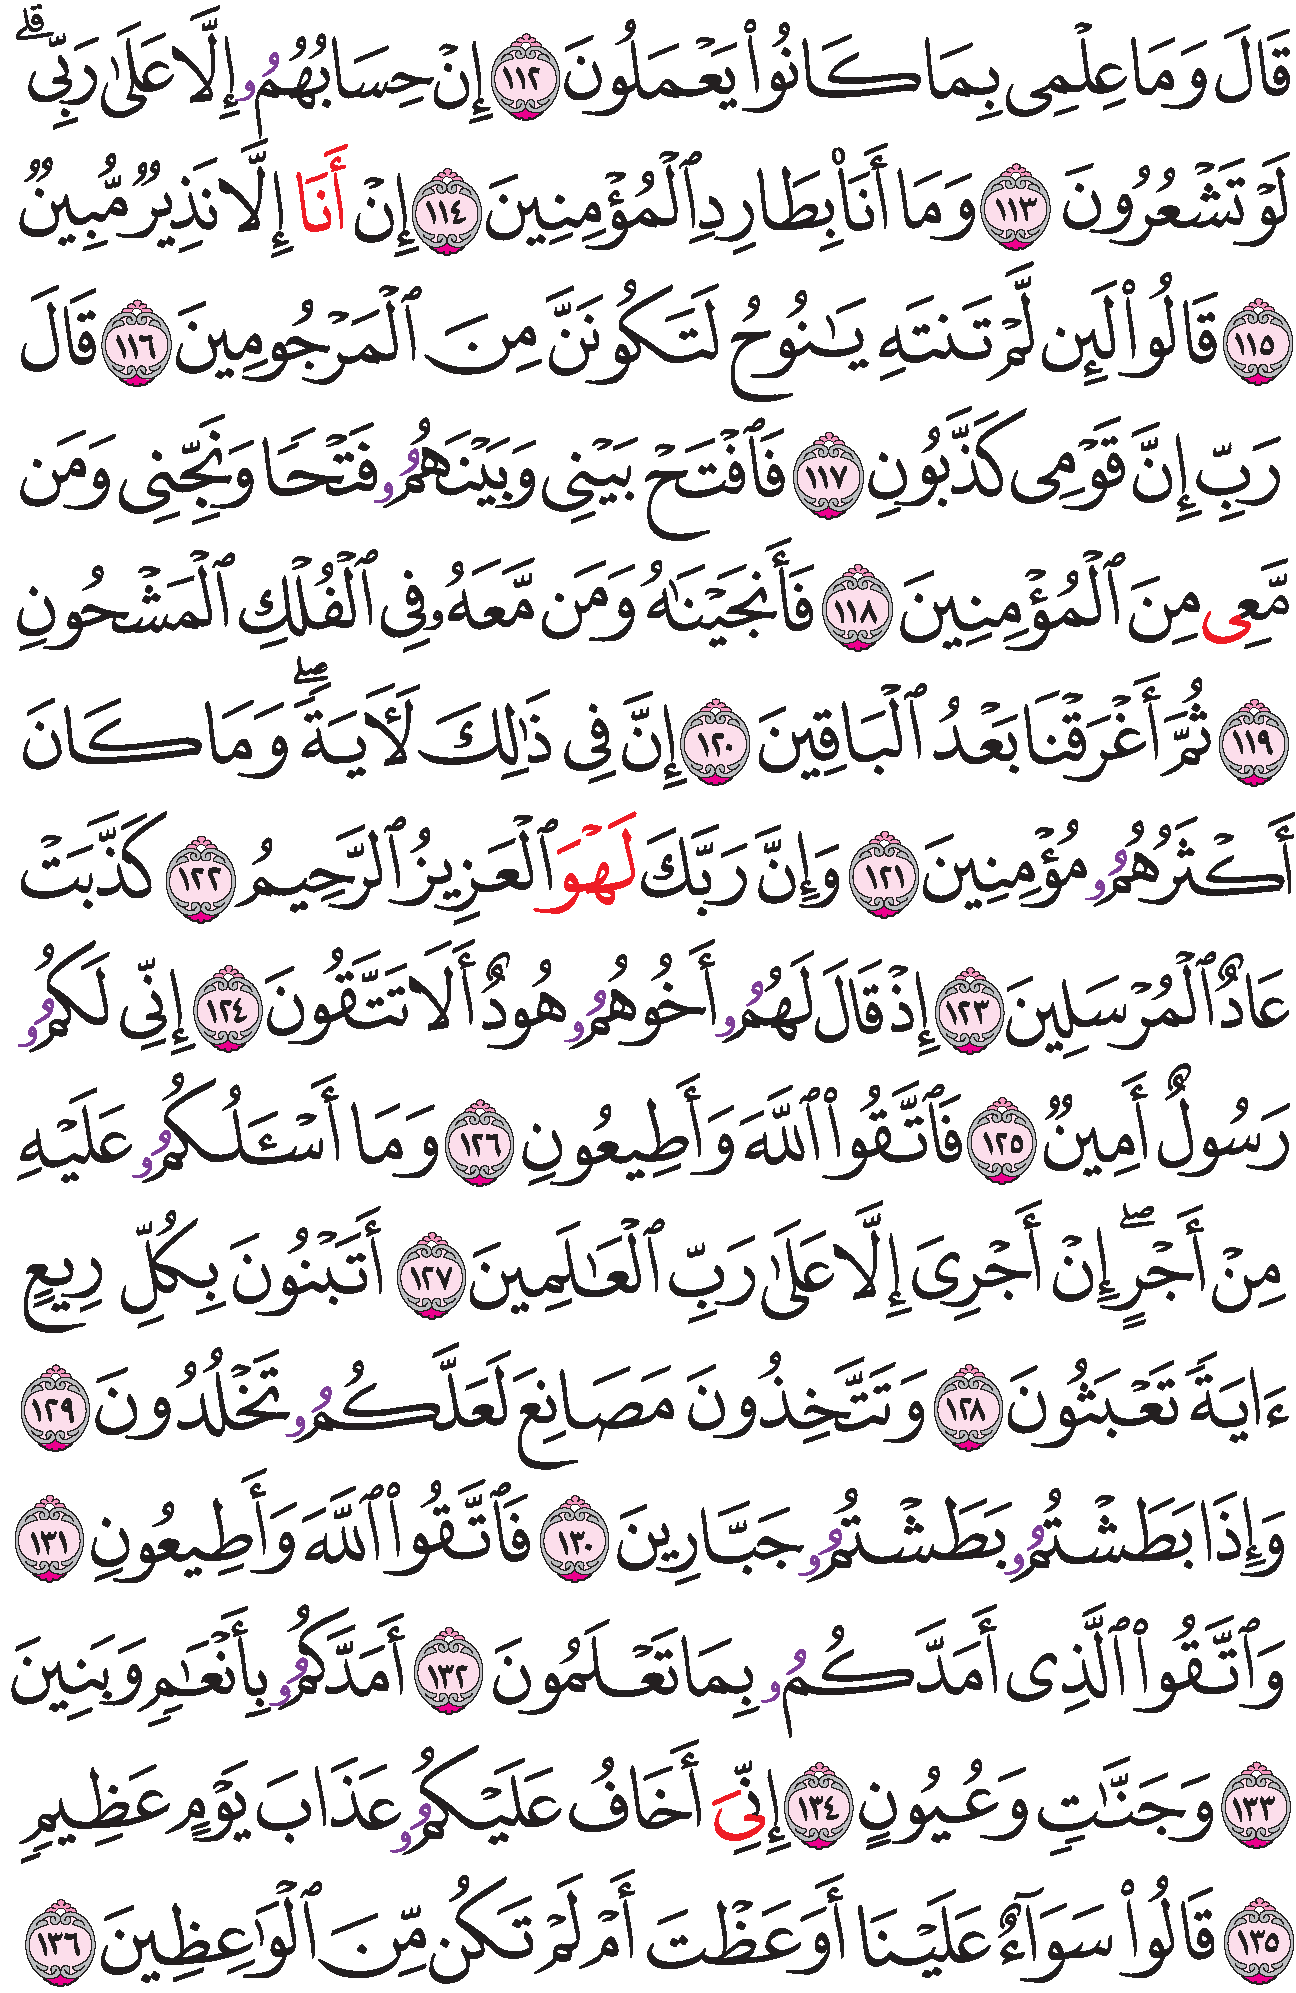 قَالَ وَمَا عِلْمِى بِمَا كَانُوا۟ يَعْمَلُونَ ١١٢ إِنْ حِسَابُهُمُۥ إِلَّا عَلَىٰ رَبِّى ۖ
لَوْ تَشْعُرُونَ ١١٣ وَمَا أَنَا۠ بِطَارِدِ ٱلْمُؤْمِنِينَ ١١٤ إِنْ أَنَا إِلَّا نَذِيرٌ مُّبِينٌ
١١٥ قَالُوا۟ لَئِن لَّمْ تَنتَهِ يَـٰنُوحُ لَتَكُونَنَّ مِنَ ٱلْمَرْجُومِينَ ١١٦ قَالَ
رَبِّ إِنَّ قَوْمِى كَذَّبُونِ ١١٧ فَٱفْتَحْ بَيْنِى وَبَيْنَهُمُۥ فَتْحًا وَنَجِّنِى وَمَن
مَّعِى مِنَ ٱلْمُؤْمِنِينَ ١١٨ فَأَنجَيْنَـٰهُ وَمَن مَّعَهُۥ فِى ٱلْفُلْكِ ٱلْمَشْحُونِ
١١٩ ثُمَّ أَغْرَقْنَا بَعْدُ ٱلْبَاقِينَ ١٢٠ إِنَّ فِى ذَٰلِكَ لَأَيَةً ۖ وَمَا كَانَ
أَكْثَرُهُمُۥ مُؤْمِنِينَ ١٢١ وَإِنَّ رَبَّكَ لَهْوَ ٱلْعَزِيزُ ٱلرَّحِيمُ ١٢٢ كَذَّبَتْ
عَادٌ ٱلْمُرْسَلِينَ ١٢٣ إِذْ قَالَ لَهُمُۥ أَخُوهُمُۥ هُودٌ أَلَا تَتَّقُونَ ١٢٤ إِنِّى لَكُمُۥ
رَسُولٌ أَمِينٌ ١٢٥ فَٱتَّقُوا۟ ٱللَّهَ وَأَطِيعُونِ ١٢٦ وَمَا أَسْـَٔلُكُمُۥ عَلَيْهِ
مِنْ أَجْرٍ ۖ إِنْ أَجْرِىَ إِلَّا عَلَىٰ رَبِّ ٱلْعَـٰلَمِينَ ١٢٧ أَتَبْنُونَ بِكُلِّ رِيعٍ
ءَايَةً تَعْبَثُونَ ١٢٨ وَتَتَّخِذُونَ مَصَانِعَ لَعَلَّكُمُۥ تَخْلُدُونَ ١٢٩
وَإِذَا بَطَشْتُمُۥ بَطَشْتُمُۥ جَبَّارِينَ ١٣٠ فَٱتَّقُوا۟ ٱللَّهَ وَأَطِيعُونِ ١٣١
وَٱتَّقُوا۟ ٱلَّذِى أَمَدَّكُمُۥ بِمَا تَعْلَمُونَ ١٣٢ أَمَدَّكُمُۥ بِأَنْعَـٰمٍ وَبَنِينَ
١٣٣ وَجَنَّـٰتٍ وَعُيُونٍ ١٣٤ إِنِّىَ أَخَافُ عَلَيْكُمُۥ عَذَابَ يَوْمٍ عَظِيمٍ
١٣٥ قَالُوا۟ سَوَآءٌ عَلَيْنَا أَوَعَظْتَ أَمْ لَمْ تَكُن مِّنَ ٱلْوَٰعِظِينَ ١٣٦